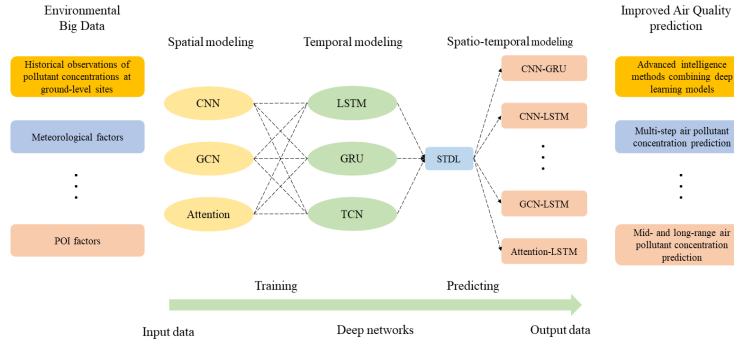 Environmental
Big Data
Historical observations of
pollutant concentrations at
ground-level sites
Meteorological factors
POI factors
Spatial modeling
CNN
GCN
Attention
Temporal modeling
LSTM
GRU
TCN
STDL
Spatio-temporal modeling
CNN-GRU
CNN-LSTM
GCN-LSTM
Attention-LSTM
Improved Air Quality
prediction
Advanced intelligence
methods combining deep
learning models
Multi-step air pollutant
concentration prediction
Mid- and long-range air
pollutant concentration
prediction
Training
Predicting
Input data
Deep networks
Output data